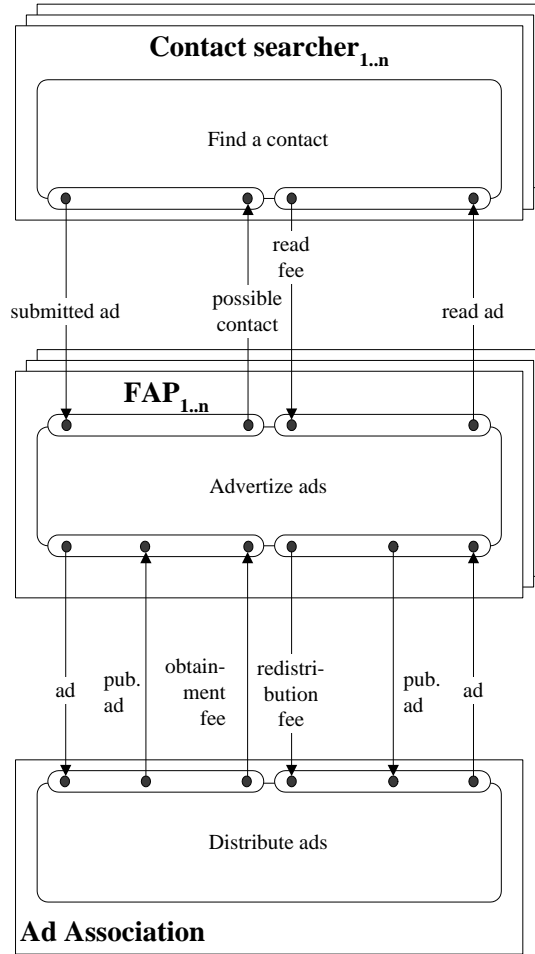 Contact searcher1..n
Find a contact
read
fee
submitted ad
possible
contact
read ad
FAP1..n
Advertize ads
ad
pub.
ad
obtain-
ment
fee
redistri-
bution
fee
pub.
ad
ad
Distribute ads
Ad Association